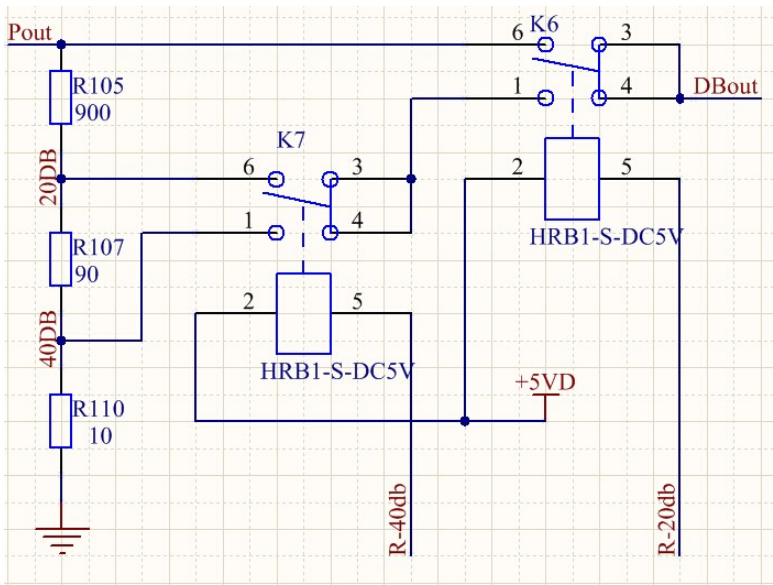 Pout
K6
6
3
R105
900
1
4
DBout
K7
20DB
6
3
2
5
1
4
R107
90
HRB1-S-DC5V
2
5
40DB
HRB1-S-DC5V
+5VD
R110
10
R-40db
R-20db